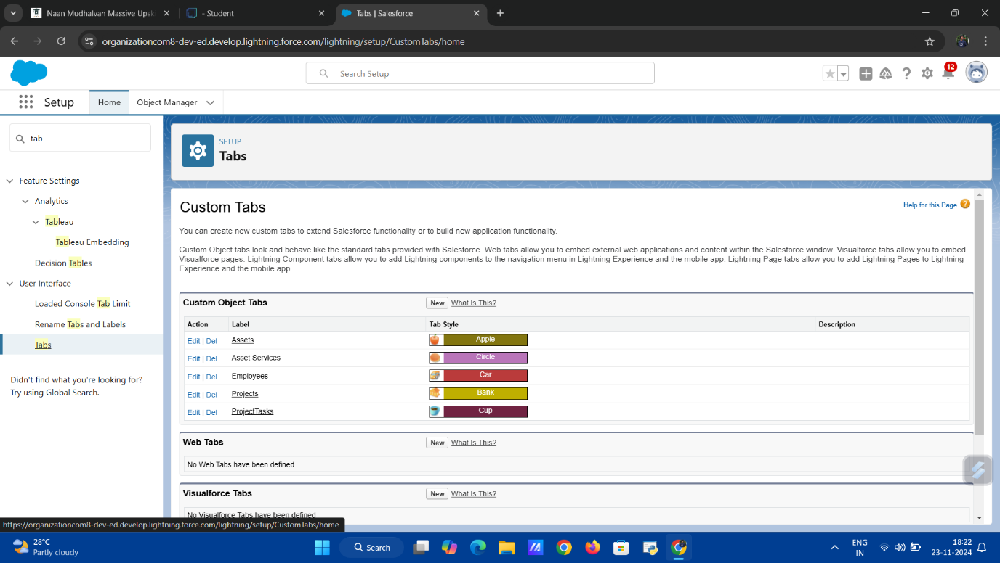 Naan Mudhalvan Massive Upsk
- Student
Tabs | Salesforce
organizationcom8-dev-ed.develop.lightning.force.com/lightning/setup/CustomTabs/home
Search Setup
12
Setup
Home
Object Manager
tab
Feature Settings
Analytics
Tableau
Tableau Embedding
Decision Tables
User Interface
Loaded Console Tab Limit
Rename Tabs and Labels
Tabs
Didn't find what you're looking for?
Try using Global Search.
SETUP
Tabs
Custom Tabs
Help for this Page
You can create new custom tabs to extend Salesforce functionality or to build new application functionality.
Custom Object tabs look and behave like the standard tabs provided with Salesforce. Web tabs allow you to embed external web applications and content within the Salesforce window. Visualforce tabs allow you to embed
Visualforce pages. Lightning Component tabs allow you to add Lightning components to the navigation menu in Lightning Experience and the mobile app. Lightning Page tabs allow you to add Lightning Pages to Lightning
Experience and the mobile app.
Custom Object Tabs New What Is This?
Action Label Tab Style Description
Edit | Del Assets Apple
Edit | Del Asset Services Circle
Edit | Del Employees Car
Edit | Del Projects Bank
Edit | Del ProjectTasks Cup
Web Tabs New What Is This?
No Web Tabs have been defined
Visualforce Tabs New What Is This?
No Visualforce Tabs have been defined
https://organizationcom8-dev-ed.develop.lightning.force.com/lightning/setup/CustomTabs/home
28°C
Partly cloudy
Search
ENG
IN
18:22
23-11-2024